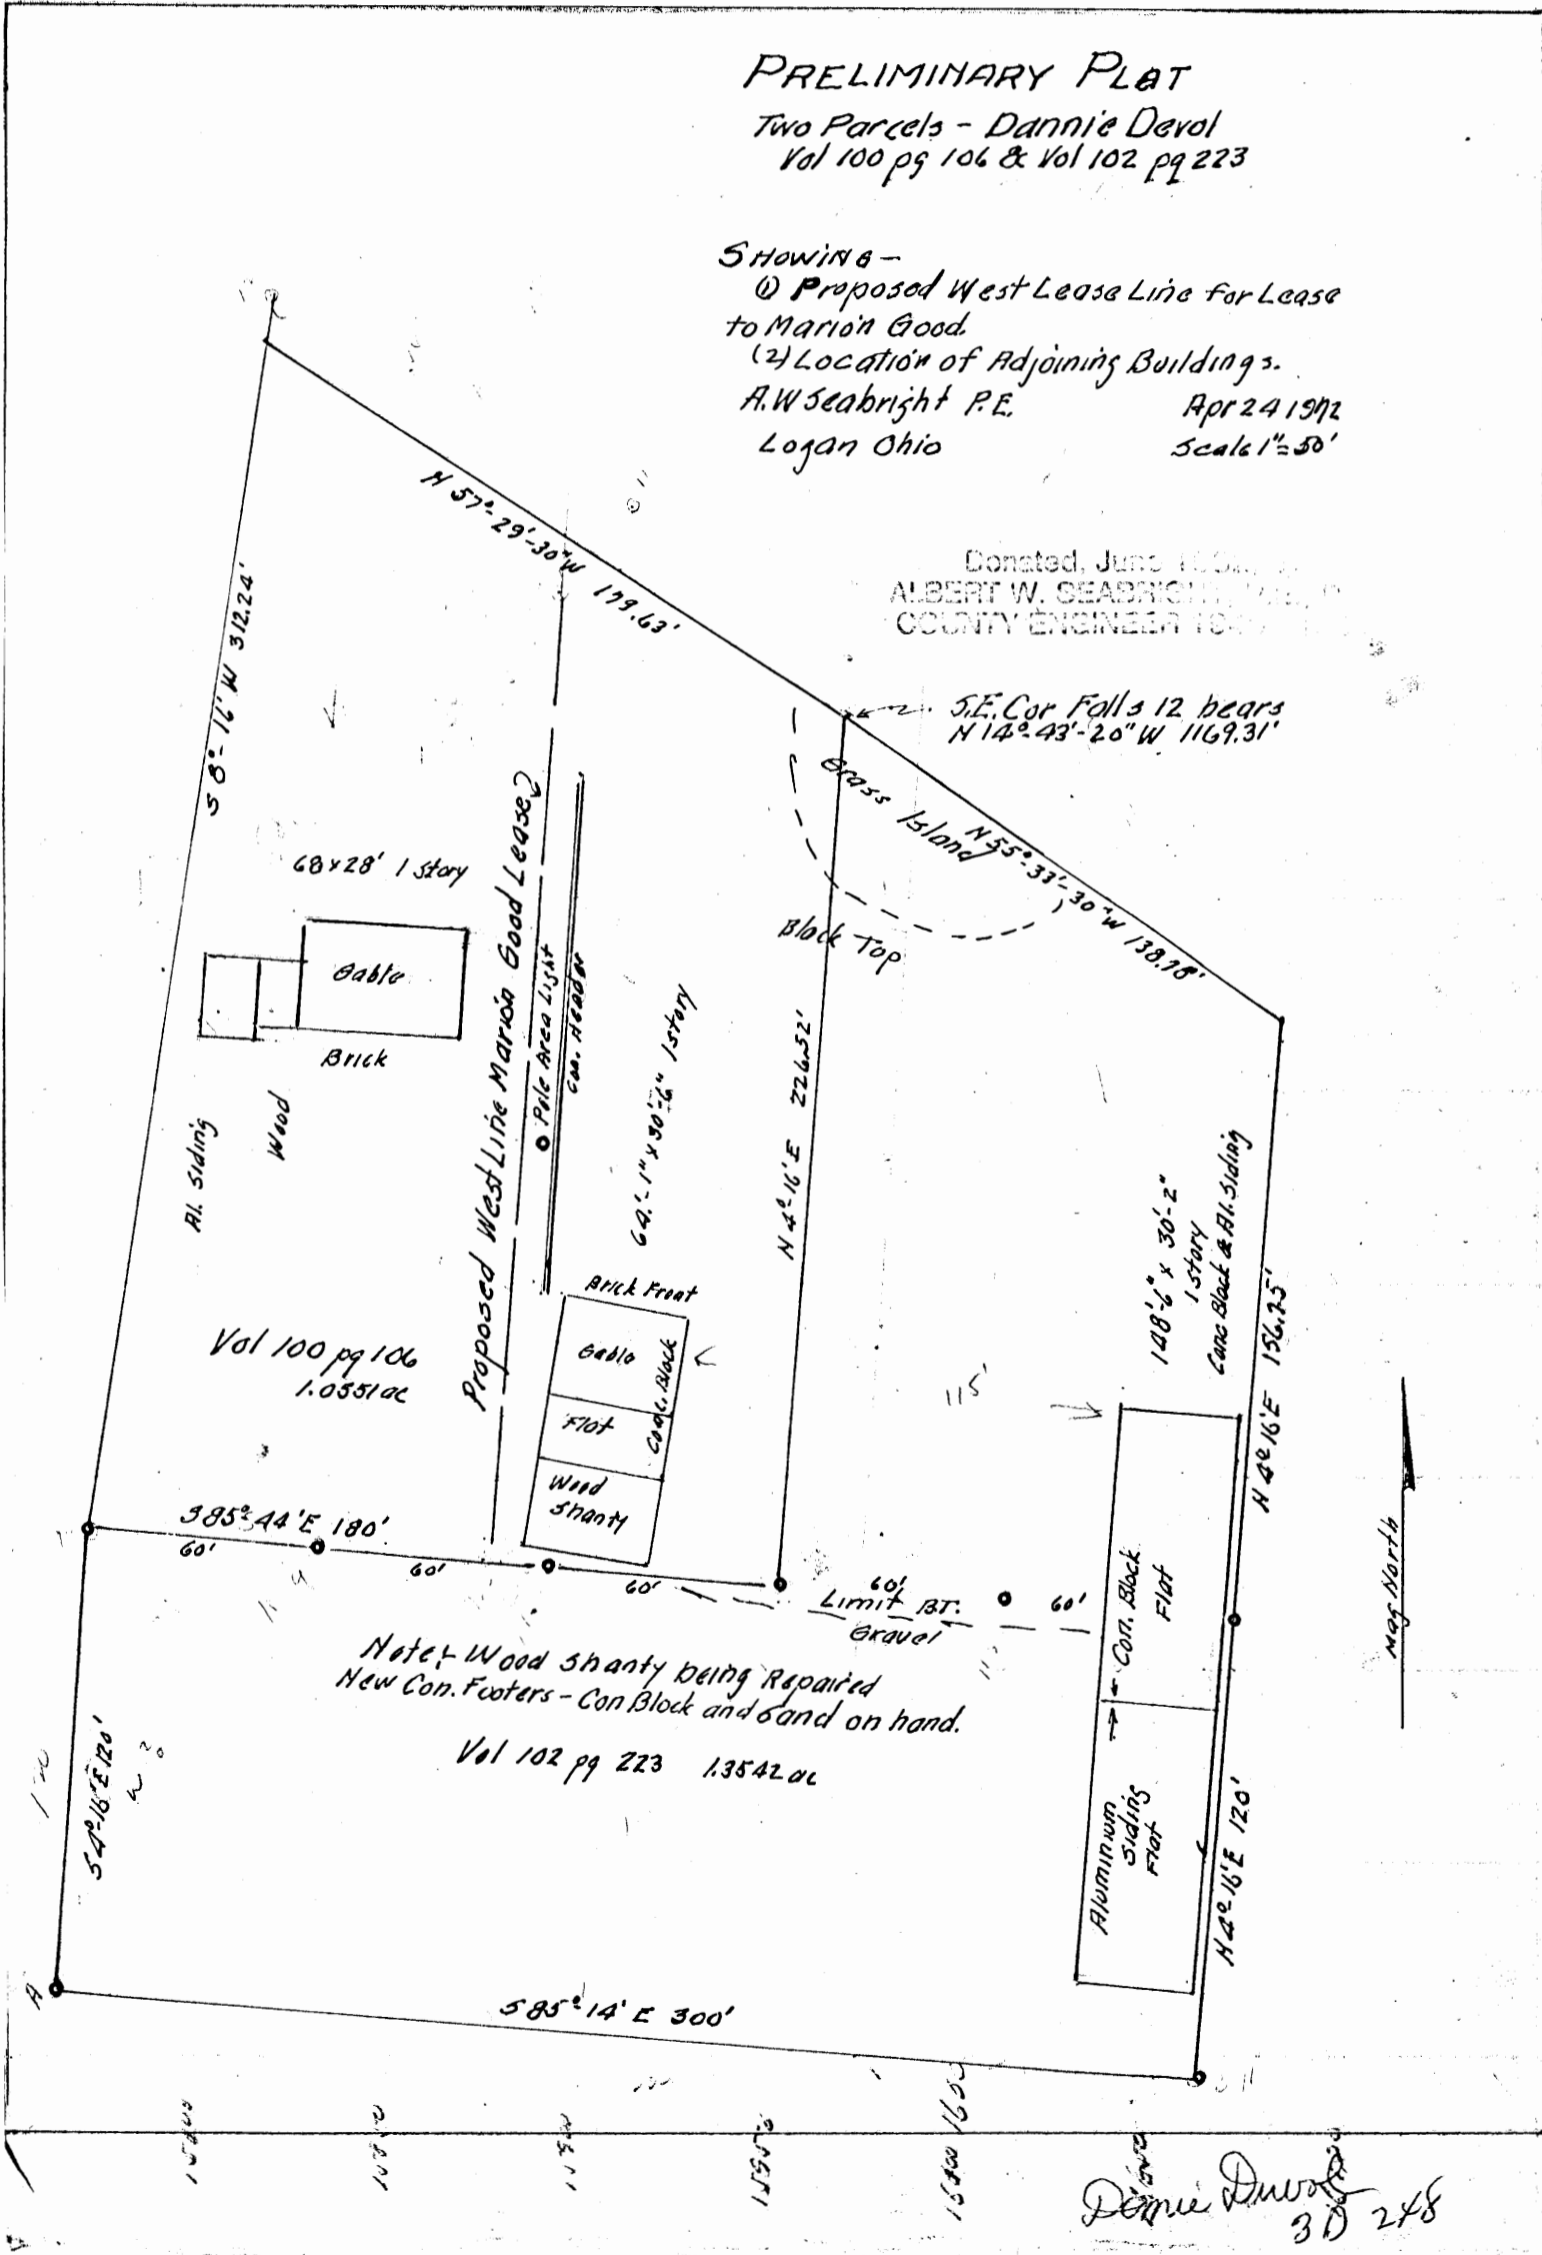 PRELIMINARY PLAT
Two Parcels - Dannie Devol
Vol 100 pg 106 & Vol 102 pg 223
SHOWING -
(1) Proposed West Lease Line for Lease
to Marion Good.
(2) Location of Adjoining Buildings.
A.W Seabright P.E. Apr 24 1972
Logan Ohio Scale 1"=50'
Donated, June
ALBERT W. SEABRIGHT
COUNTY ENGINEER
N 57°-29'-30"W 179.63'
S 8°-16' W 312.24'
S.E. Cor Falls 12 bears
N 14°-43'-20" W 1169.31'
Grass Island
N 55°-33'-30"W 138.78'
Black Top
68x28' 1 story
Gable
Brick
Al. Siding
Wood
Proposed West Line Marion Good Lease
Pole Area Light
Con. Header
64'-1" x 30'-6" 1 story
N 4°-16' E 226.52'
148'-6" x 30'-2"
1 story
Conc Block & Al. Siding
N 4° 16' E 156.25'
Brick Front
Gable
Conc. Block
Flat
Wood
Shanty
Vol 100 pg 106
1.0551 ac
115'
S 85°-44' E 180'
60'
60'
60'
60'
60'
Limit BT.
Gravel
Con. Block
Flat
Mag North
Note:- Wood Shanty being Repaired
New Con. Footers - Con Block and Sand on hand.
Vol 102 pg 223 1.3542 ac
S 4°-16' E 120'
Aluminium
Siding
Flat
N 4°-16' E 120'
A
S 85° 14' E 300'
3D 248